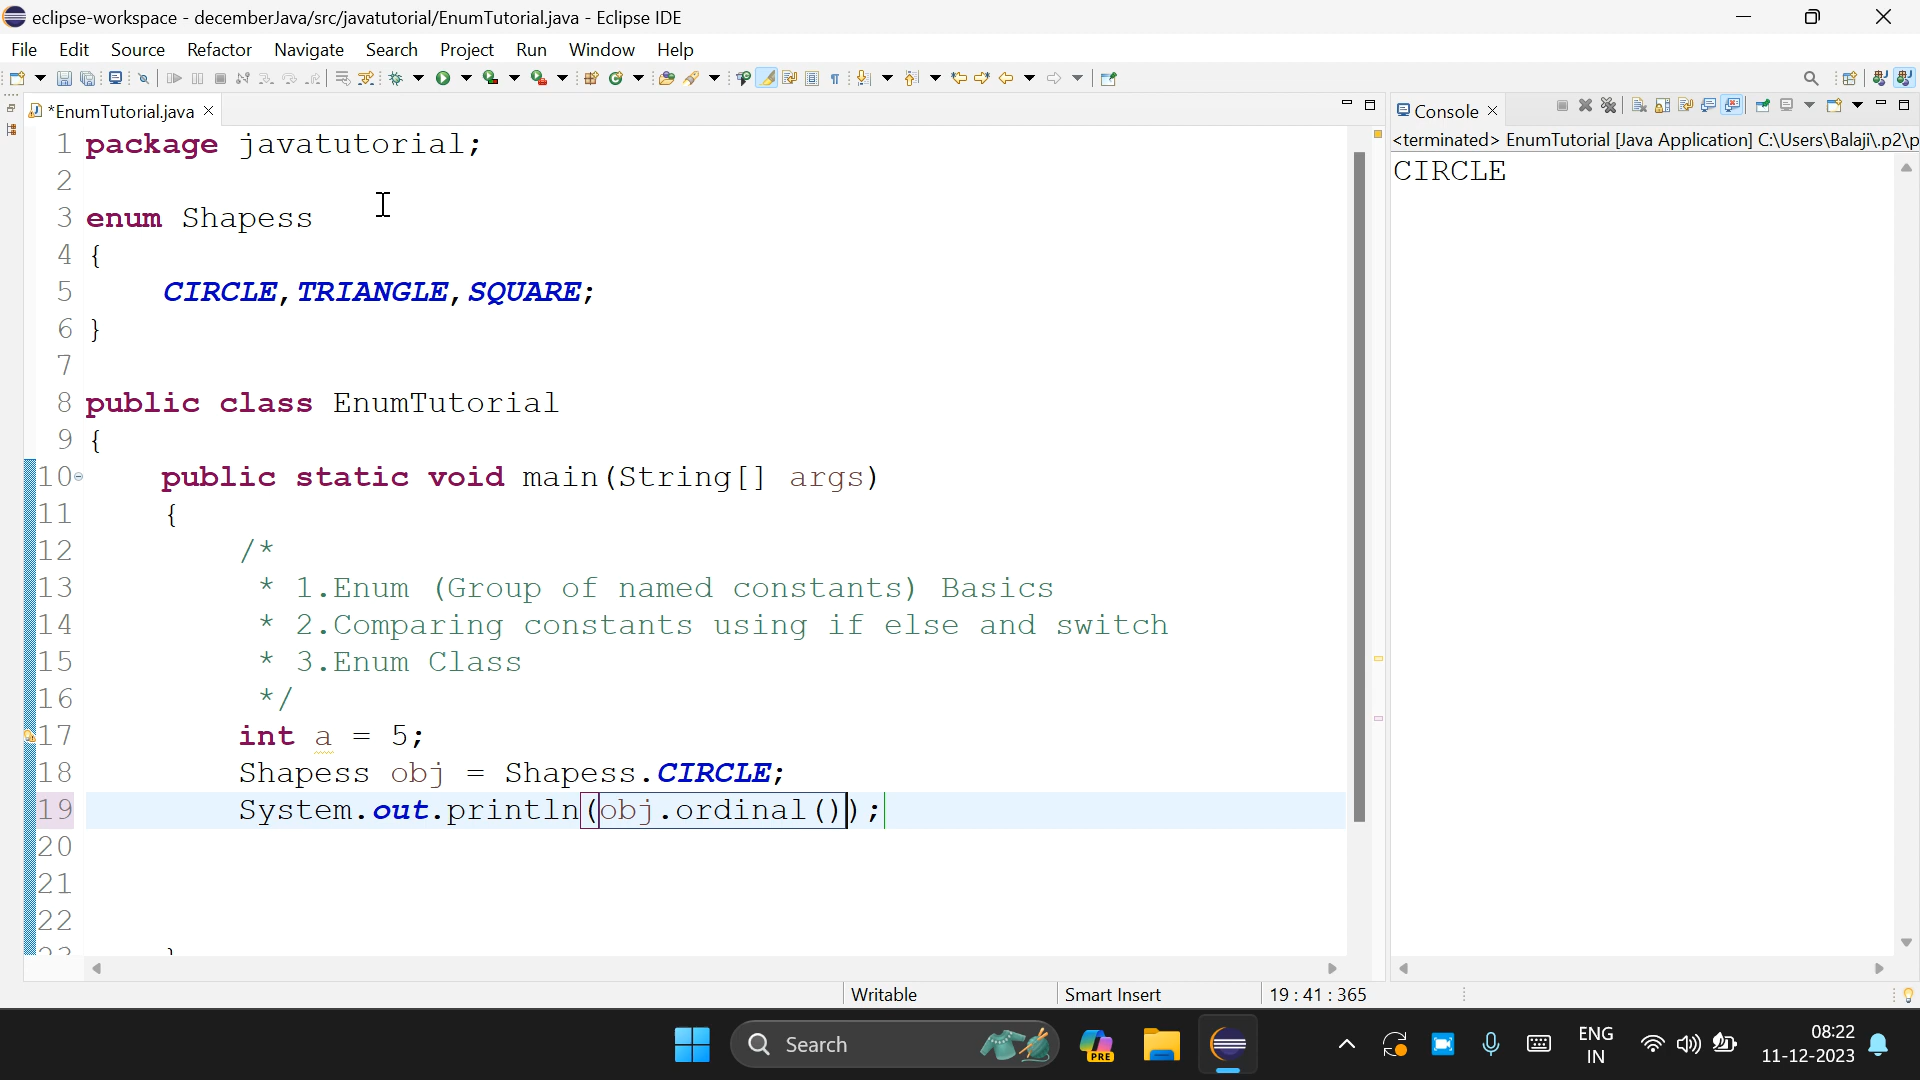 eclipse-workspace - decemberJava/src/javatutorial/EnumTutorial.java - Eclipse IDE
File Edit Source Refactor Navigate Search Project Run Window Help
*EnumTutorial.java
1 package javatutorial;
2
3 enum Shapess
4 {
5 CIRCLE,TRIANGLE,SQUARE;
6 }
7
8 public class EnumTutorial
9 {
10 public static void main(String[] args)
11 {
12 /*
13 * 1.Enum (Group of named constants) Basics
14 * 2.Comparing constants using if else and switch
15 * 3.Enum Class
16 */
17 int a = 5;
18 Shapess obj = Shapess.CIRCLE;
19 System.out.println(obj.ordinal());
20
21
22
Console
<terminated> EnumTutorial [Java Application] C:\Users\Balaji\.p2\p
CIRCLE
Writable Smart Insert 19 : 41 : 365
Search
PRE
ENG
IN
08:22
11-12-2023